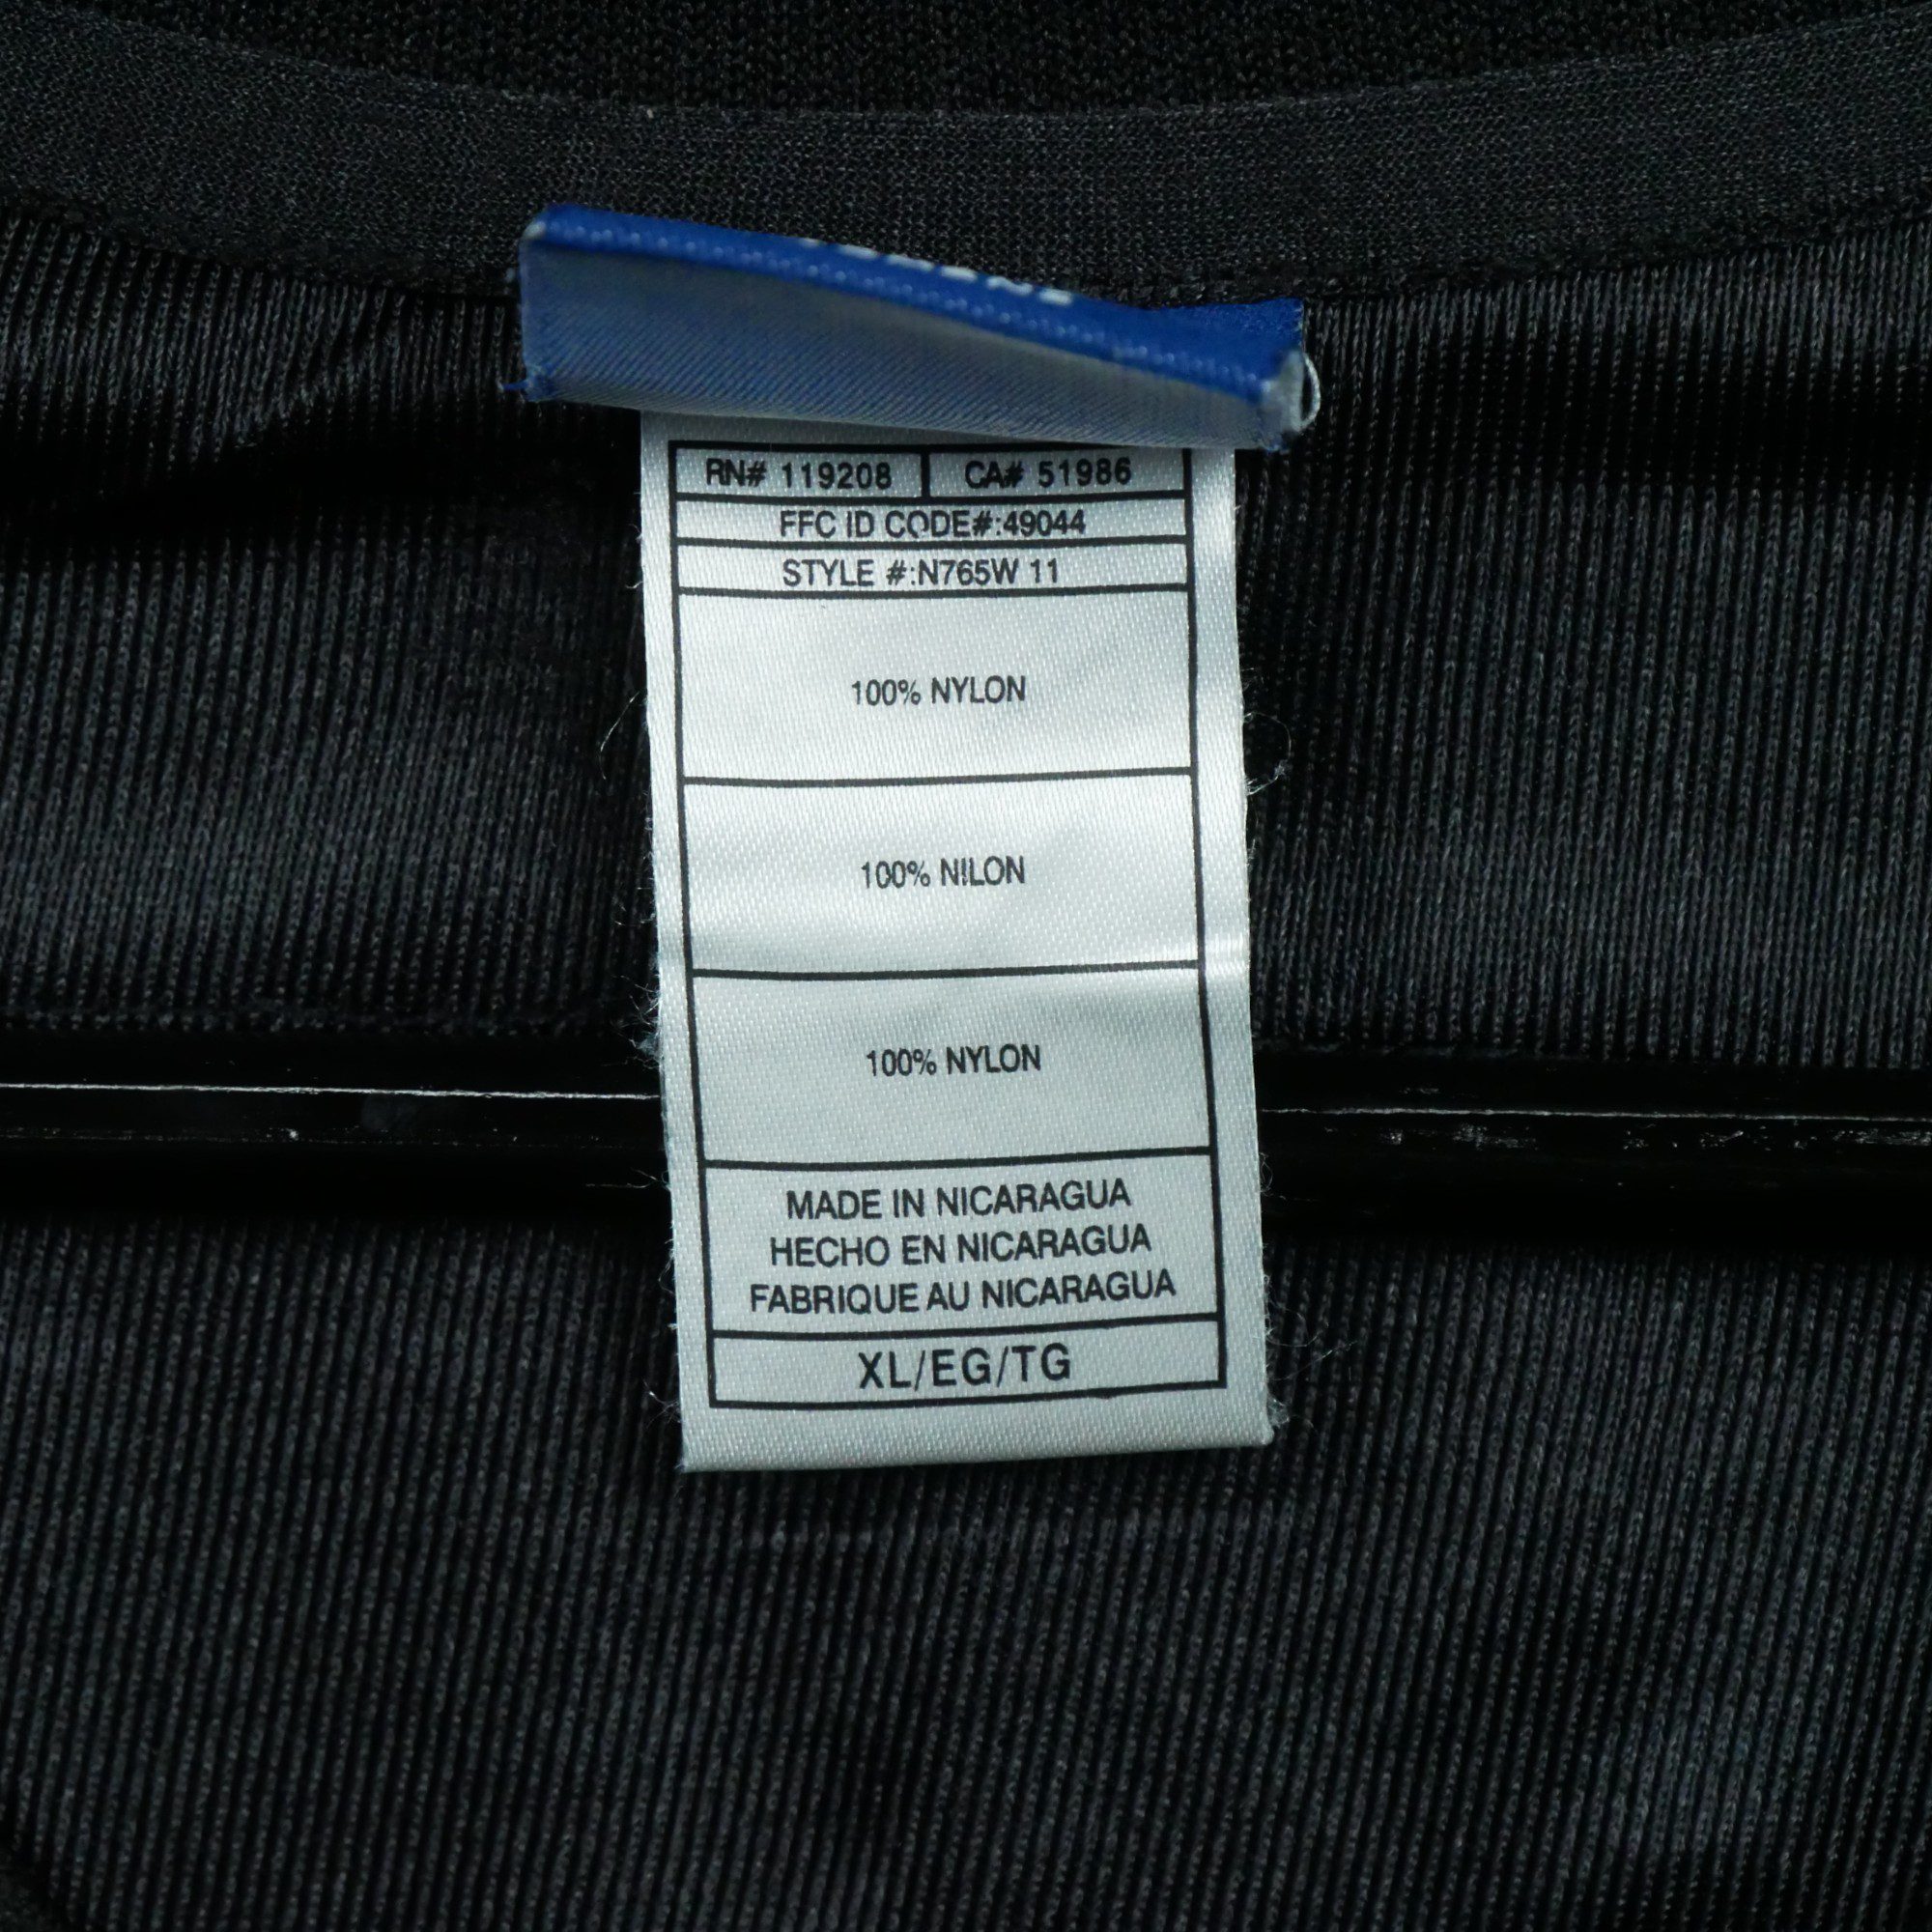 RN# 119208 CA# 51986
FFC ID CODE#:49044
STYLE #:N765W 11
100% NYLON
100% NILON
100% NYLON
MADE IN NICARAGUA
HECHO EN NICARAGUA
FABRIQUE AU NICARAGUA
XL/EG/TG